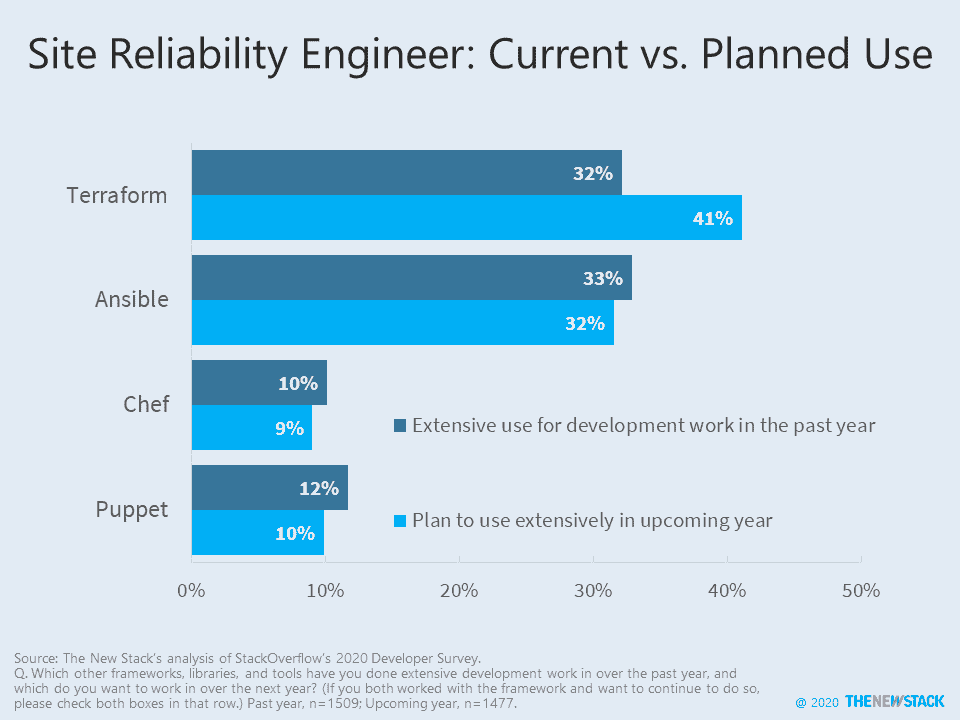 Site Reliability Engineer: Current vs. Planned Use
Terraform
32%
41%
Ansible
33%
32%
Chef
10%
9%
Puppet
12%
10%
Extensive use for development work in the past year
Plan to use extensively in upcoming year
0% 10% 20% 30% 40% 50%
Source: The New Stack's analysis of StackOverflow's 2020 Developer Survey.
Q. Which other frameworks, libraries, and tools have you done extensive development work in over the past year, and
which do you want to work in over the next year? (If you both worked with the framework and want to continue to do so,
please check both boxes in that row.) Past year, n=1509; Upcoming year, n=1477.
@ 2020 THENEWSTACK